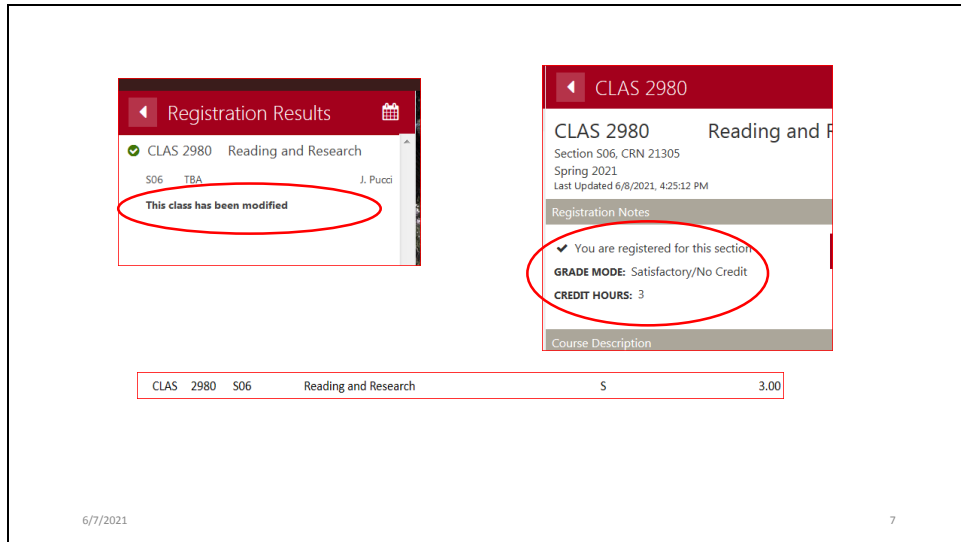 Registration Results
CLAS 2980 Reading and Research
S06 TBA J. Pucci
This class has been modified
CLAS 2980
CLAS 2980 Reading and
Section S06, CRN 21305
Spring 2021
Last Updated 6/8/2021, 4:25:12 PM
Registration Notes
You are registered for this section
GRADE MODE: Satisfactory/No Credit
CREDIT HOURS: 3
Course Description
CLAS 2980 S06 Reading and Research S 3.00
6/7/2021 7